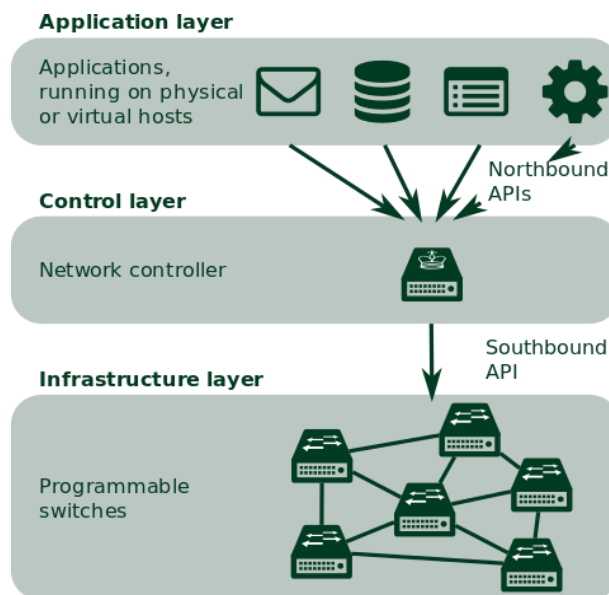 Application layer
Applications,
running on physical
or virtual hosts
Northbound
APIs
Control layer
Network controller
Southbound
API
Infrastructure layer
Programmable
switches